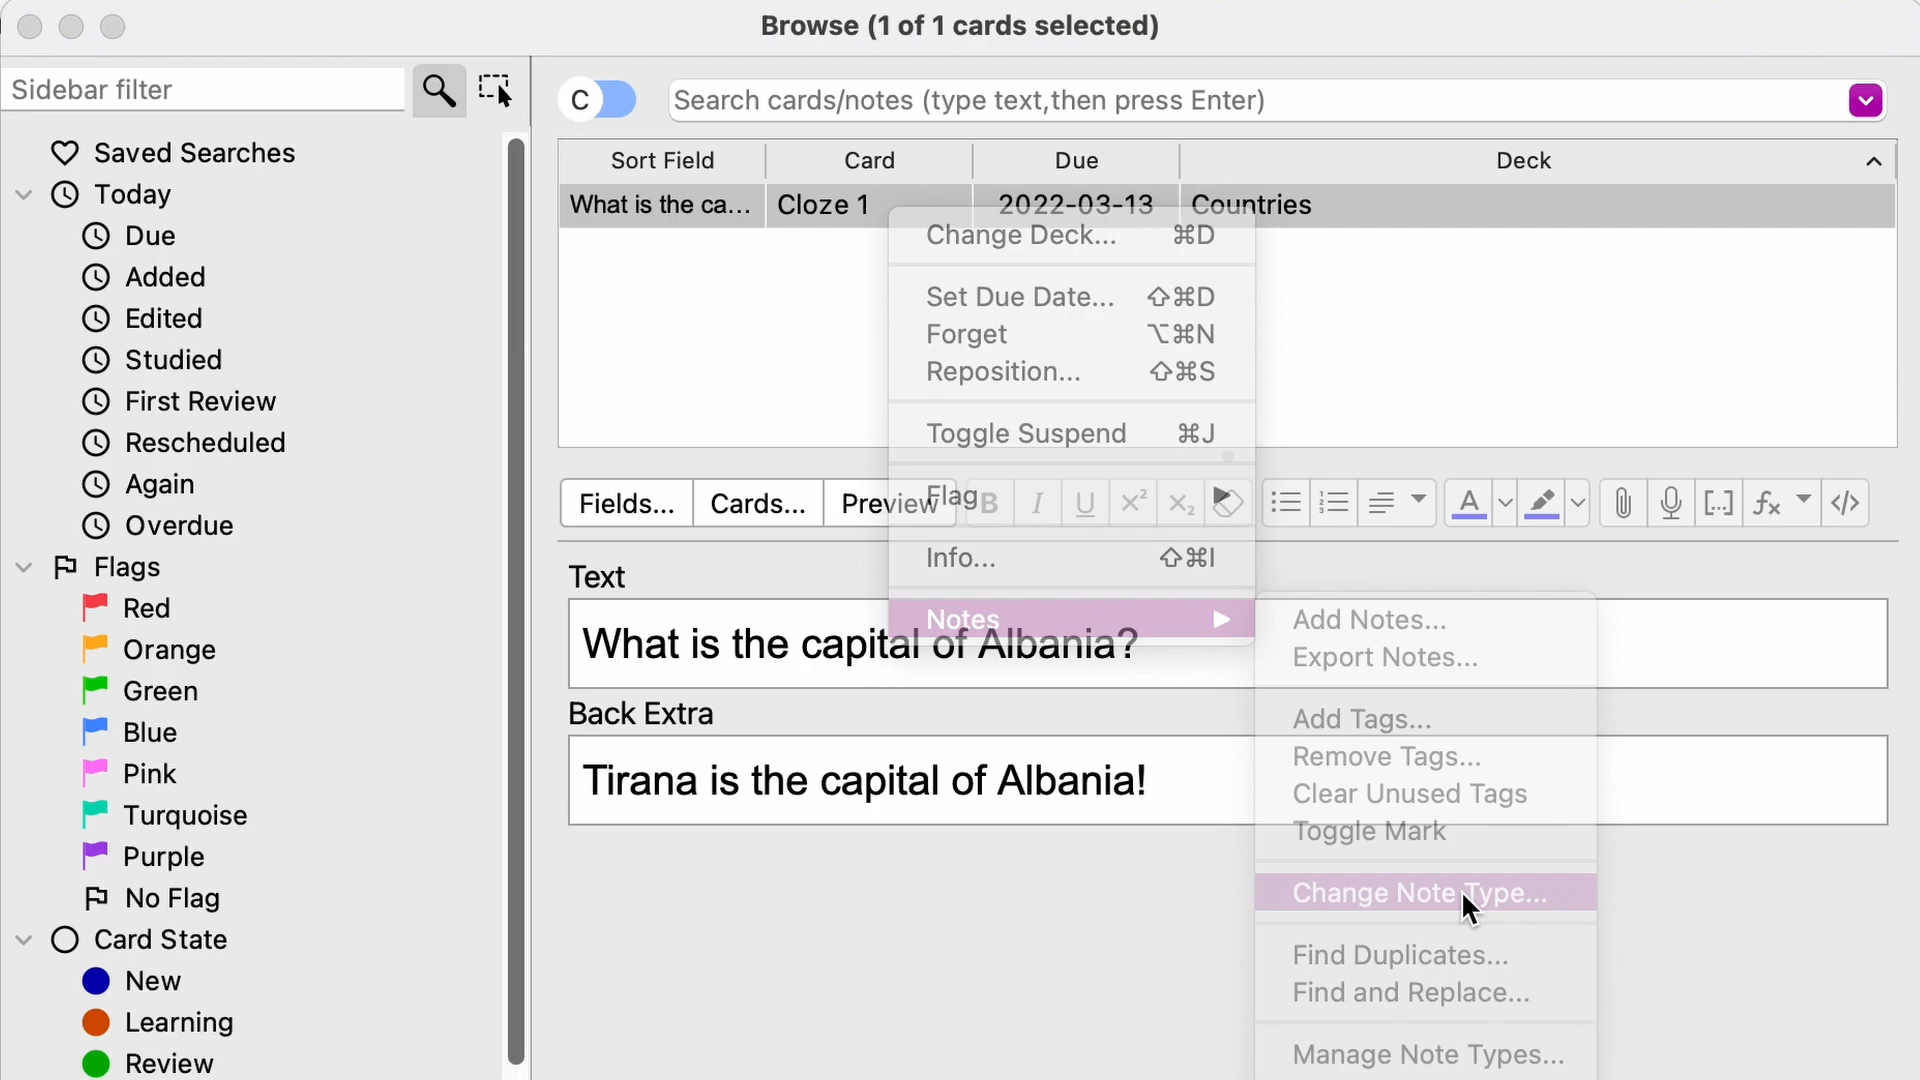 Browse (1 of 1 cards selected)
Sidebar filter
C
Search cards/notes (type text,then press Enter)
Saved Searches
Today
Due
Added
Edited
Studied
First Review
Rescheduled
Again
Overdue
Flags
Red
Orange
Green
Blue
Pink
Turquoise
Purple
No Flag
Card State
New
Learning
Review
Sort Field Card Due Deck
What is the ca... Cloze 1 2022-03-13 Countries
Change Deck... ⌘D
Set Due Date... ⇧⌘D
Forget ⌥⌘N
Reposition... ⇧⌘S
Toggle Suspend ⌘J
Flag
Info... ⇧⌘I
Notes
Fields... Cards... Preview B I U x² x₂ A [...] fx </>
Text
What is the capital of Albania?
Back Extra
Tirana is the capital of Albania!
Add Notes...
Export Notes...
Add Tags...
Remove Tags...
Clear Unused Tags
Toggle Mark
Change Note Type...
Find Duplicates...
Find and Replace...
Manage Note Types...